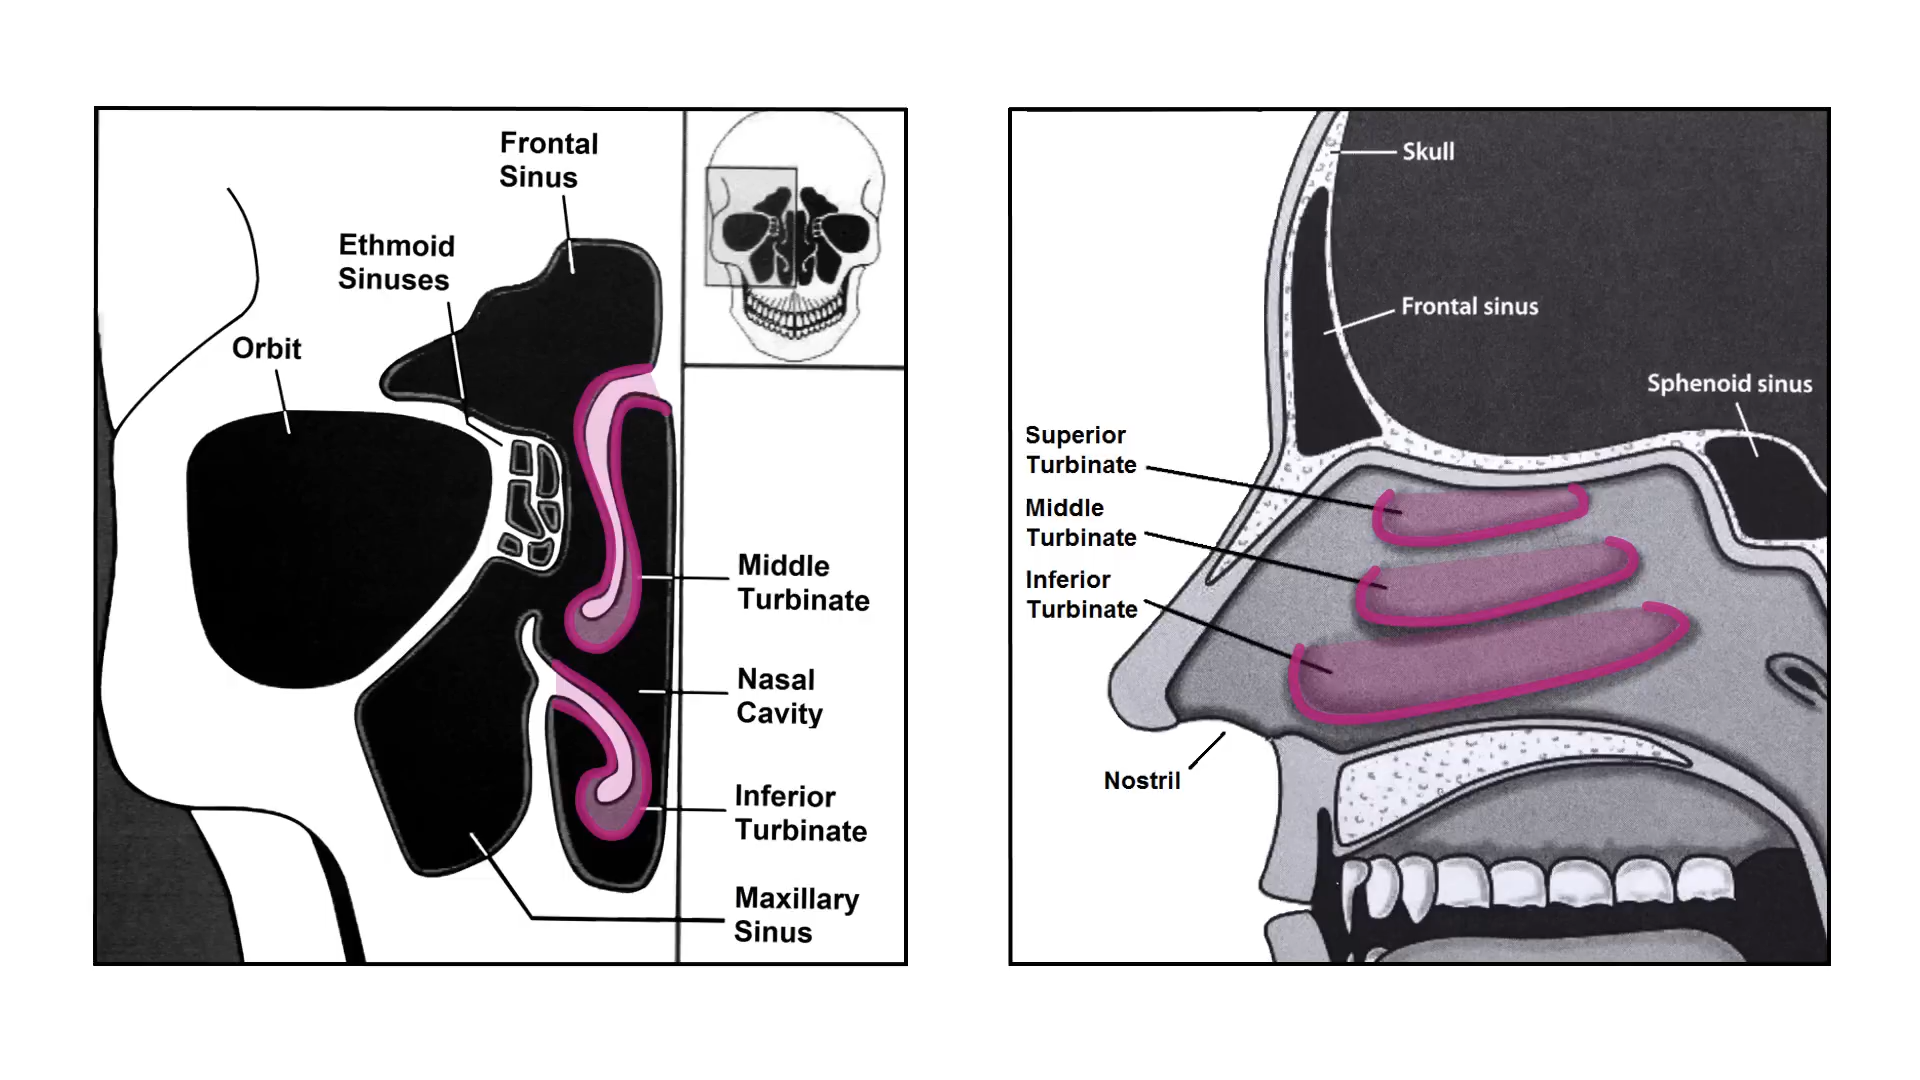 Frontal
Sinus
Ethmoid
Sinuses
Orbit
Middle
Turbinate
Nasal
Cavity
Inferior
Turbinate
Maxillary
Sinus
Skull
Frontal sinus
Sphenoid sinus
Superior
Turbinate
Middle
Turbinate
Inferior
Turbinate
Nostril